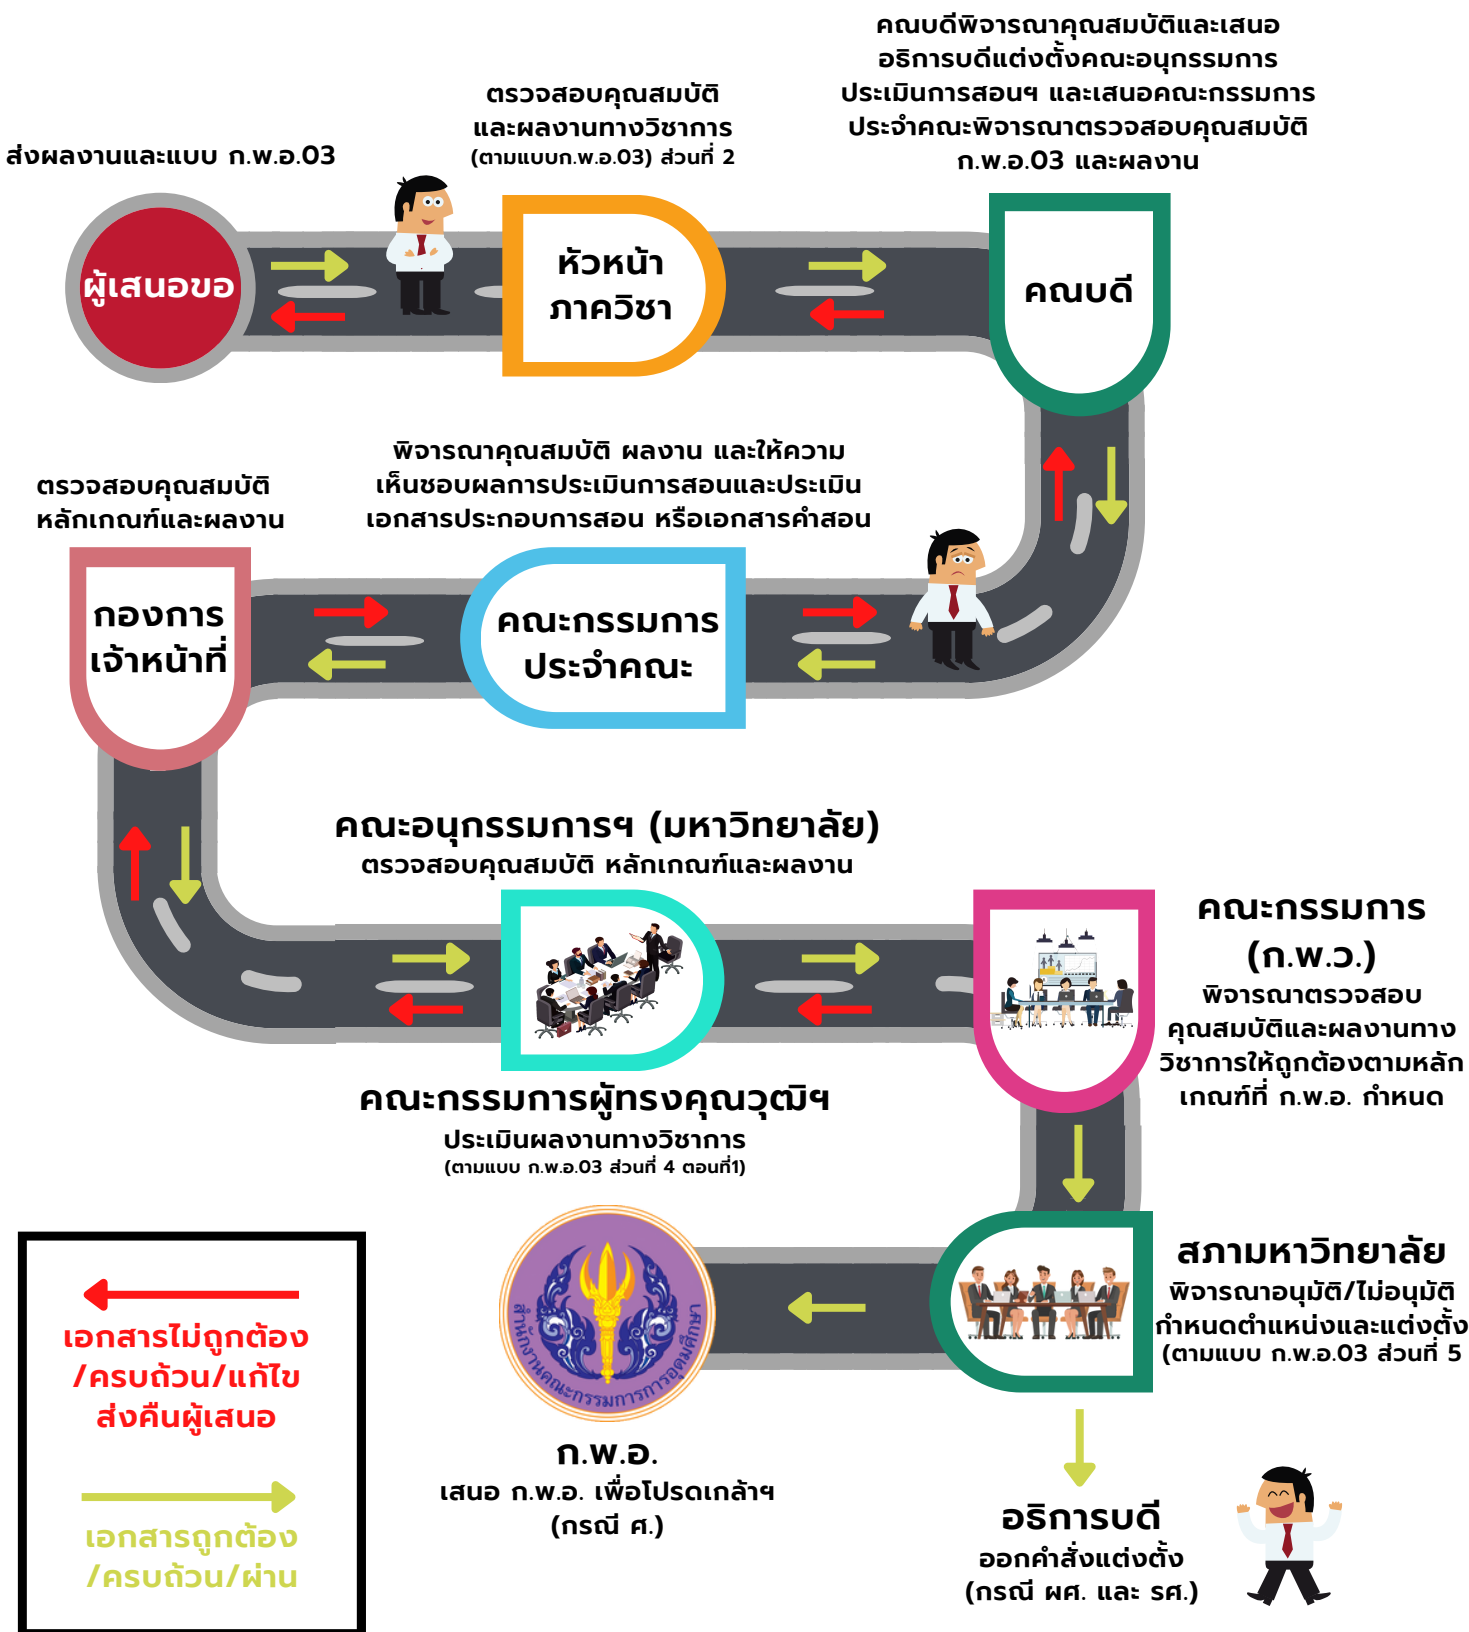 ส่งผลงานและแบบ ก.พ.อ.03
ผู้เสนอขอ
ตรวจสอบคุณสมบัติ
และผลงานทางวิชาการ
(ตามแบบก.พ.อ.03) ส่วนที่ 2
หัวหน้า
ภาควิชา
คณบดีพิจารณาคุณสมบัติและเสนอ
อธิการบดีแต่งตั้งคณะอนุกรรมการ
ประเมินการสอนฯ และเสนอคณะกรรมการ
ประจำคณะพิจารณาตรวจสอบคุณสมบัติ
ก.พ.อ.03 และผลงาน
คณบดี
พิจารณาคุณสมบัติ ผลงาน และให้ความ
เห็นชอบผลการประเมินการสอนและประเมิน
เอกสารประกอบการสอน หรือเอกสารคำสอน
คณะกรรมการ
ประจำคณะ
ตรวจสอบคุณสมบัติ
หลักเกณฑ์และผลงาน
กองการ
เจ้าหน้าที่
คณะอนุกรรมการฯ (มหาวิทยาลัย)
ตรวจสอบคุณสมบัติ หลักเกณฑ์และผลงาน
คณะกรรมการผู้ทรงคุณวุฒิฯ
ประเมินผลงานทางวิชาการ
(ตามแบบ ก.พ.อ.03 ส่วนที่ 4 ตอนที่1)
คณะกรรมการ
(ก.พ.ว.)
พิจารณาตรวจสอบ
คุณสมบัติและผลงานทาง
วิชาการให้ถูกต้องตามหลัก
เกณฑ์ที่ ก.พ.อ. กำหนด
สภามหาวิทยาลัย
พิจารณาอนุมัติ/ไม่อนุมัติ
กำหนดตำแหน่งและแต่งตั้ง
(ตามแบบ ก.พ.อ.03 ส่วนที่ 5
สำนักงานคณะกรรมการการอุดมศึกษา
ก.พ.อ.
เสนอ ก.พ.อ. เพื่อโปรดเกล้าฯ
(กรณี ศ.)
อธิการบดี
ออกคำสั่งแต่งตั้ง
(กรณี ผศ. และ รศ.)
เอกสารไม่ถูกต้อง
/ครบถ้วน/แก้ไข
ส่งคืนผู้เสนอ
เอกสารถูกต้อง
/ครบถ้วน/ผ่าน